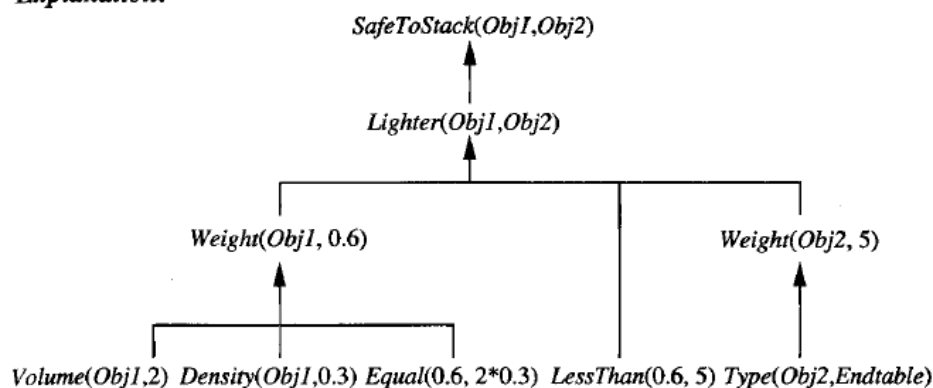 Explanation:
SafeToStack(Obj1,Obj2)
Lighter(Obj1,Obj2)
Weight(Obj1, 0.6) Weight(Obj2, 5)
Volume(Obj1,2) Density(Obj1,0.3) Equal(0.6, 2*0.3) LessThan(0.6, 5) Type(Obj2,Endtable)